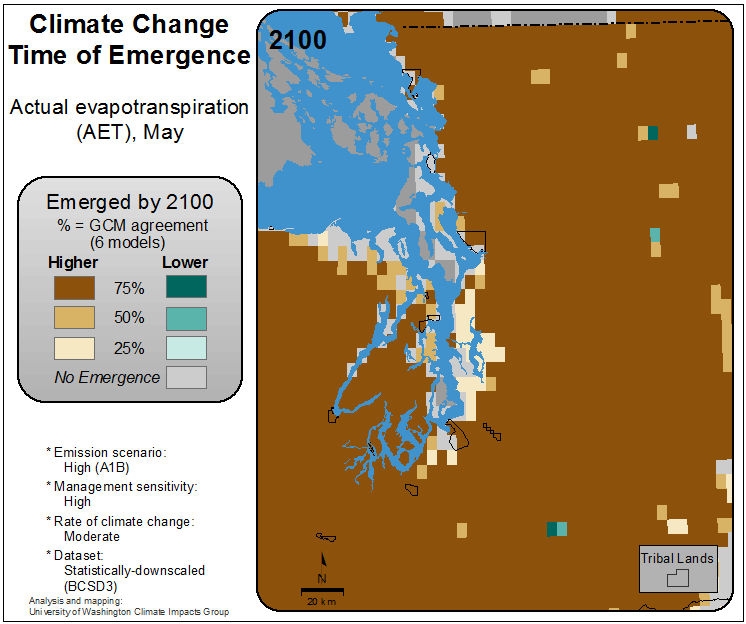 Climate Change
Time of Emergence
Actual evapotranspiration
(AET), May
Emerged by 2100
% = GCM agreement
(6 models)
Higher Lower
75%
50%
25%
No Emergence
* Emission scenario:
High (A1B)
* Management sensitivity:
High
* Rate of climate change:
Moderate
* Dataset:
Statistically-downscaled
(BCSD3)
Analysis and mapping:
University of Washington Climate Impacts Group
2100
N
20 km
Tribal Lands